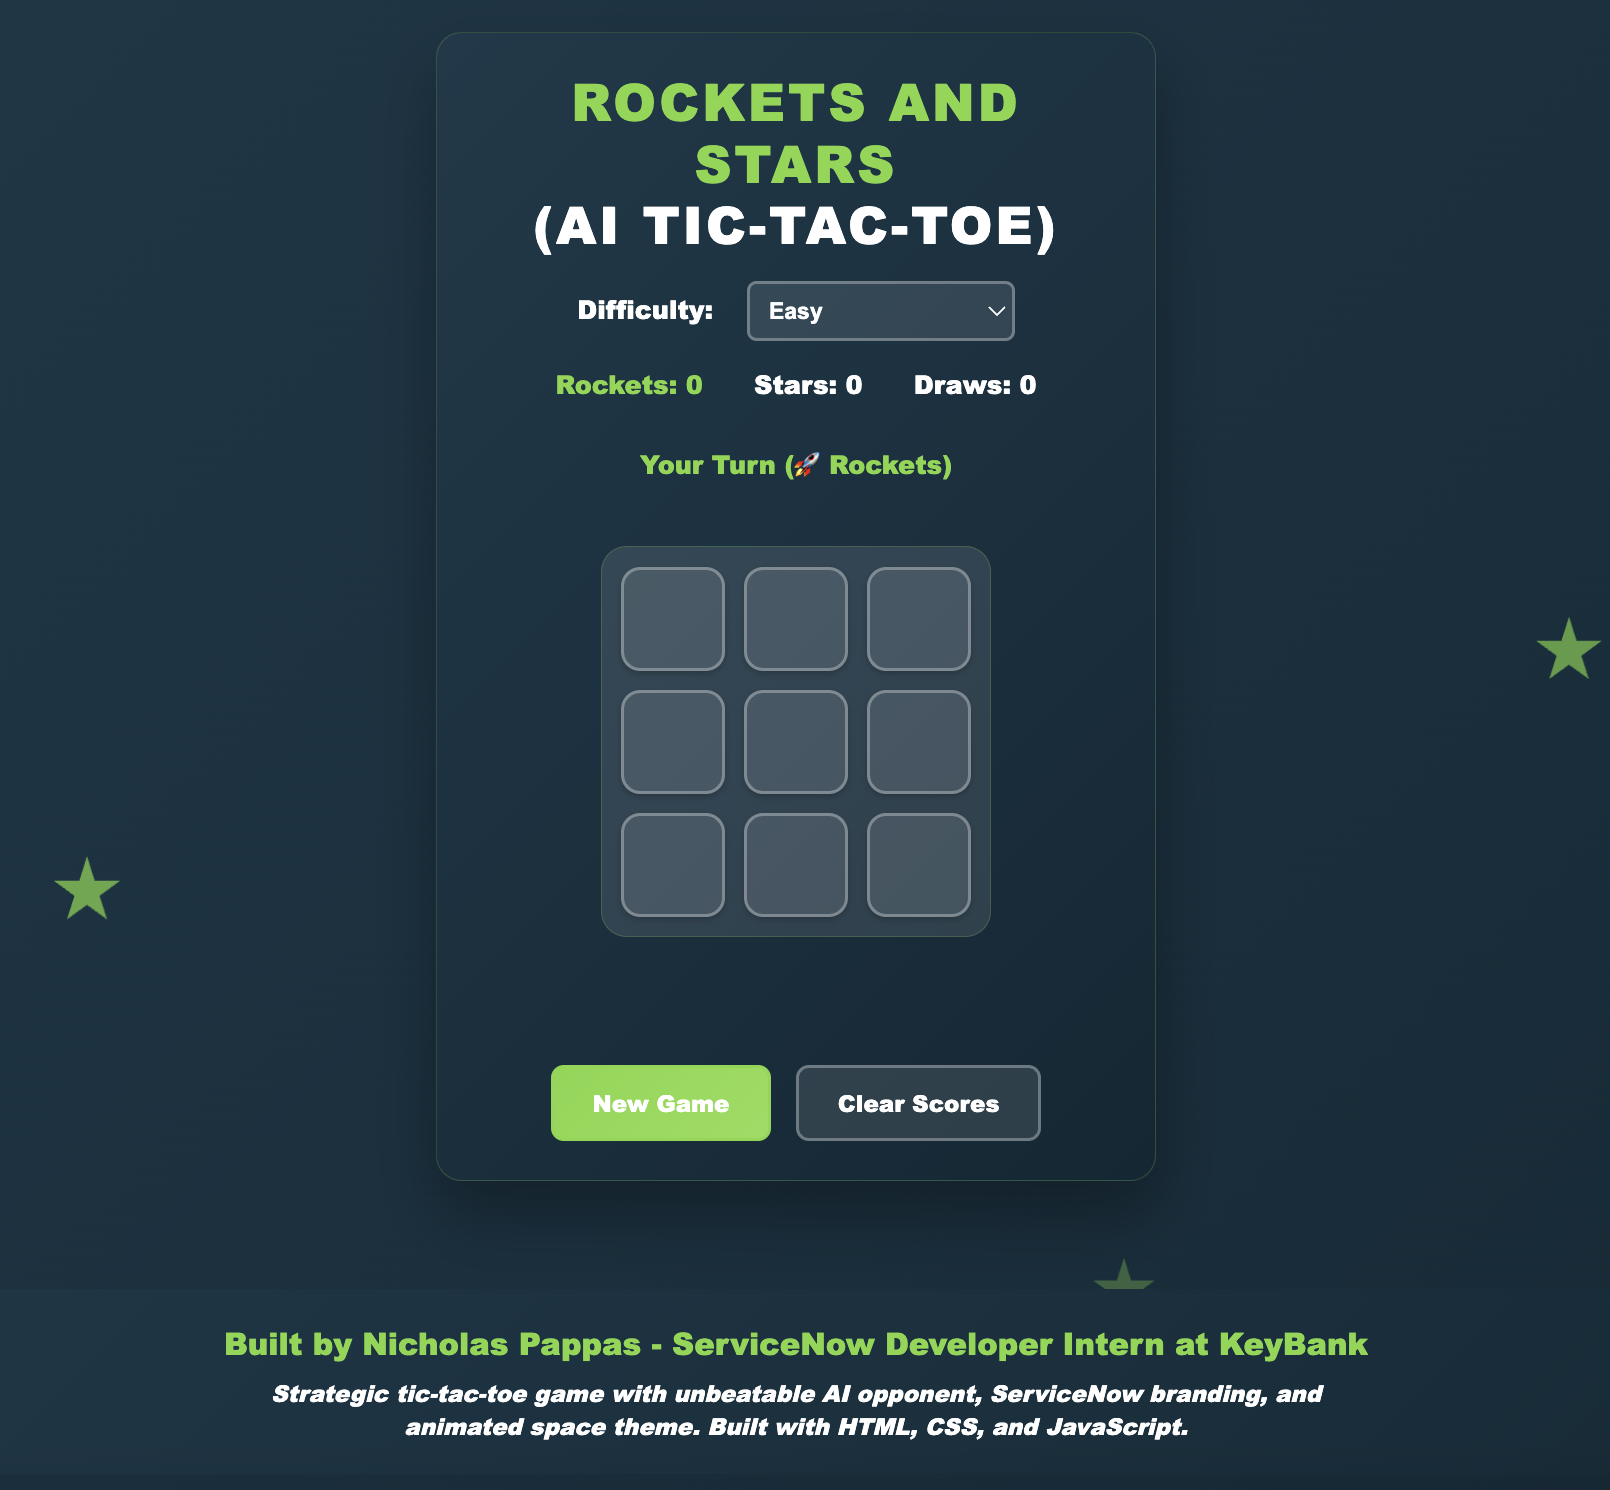 ROCKETS AND
STARS
(AI TIC-TAC-TOE)
Difficulty: Easy
Rockets: 0 Stars: 0 Draws: 0
Your Turn (🚀 Rockets)
New Game Clear Scores
Built by Nicholas Pappas - ServiceNow Developer Intern at KeyBank
Strategic tic-tac-toe game with unbeatable AI opponent, ServiceNow branding, and
animated space theme. Built with HTML, CSS, and JavaScript.